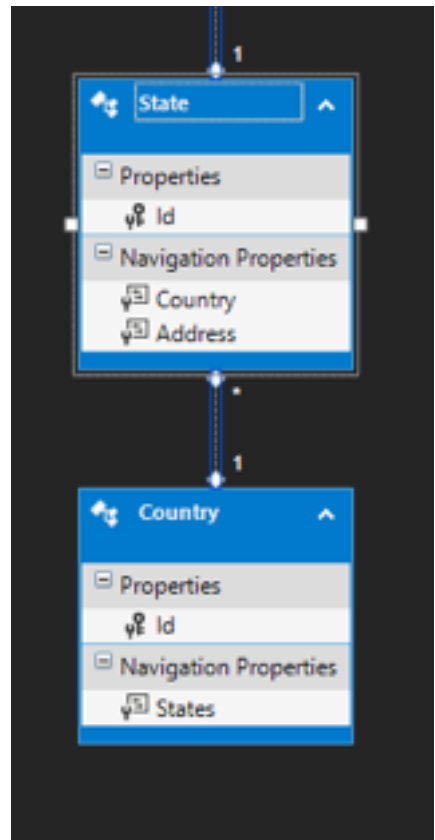 1
State
Properties
Id
Navigation Properties
Country
Address
*
1
Country
Properties
Id
Navigation Properties
States